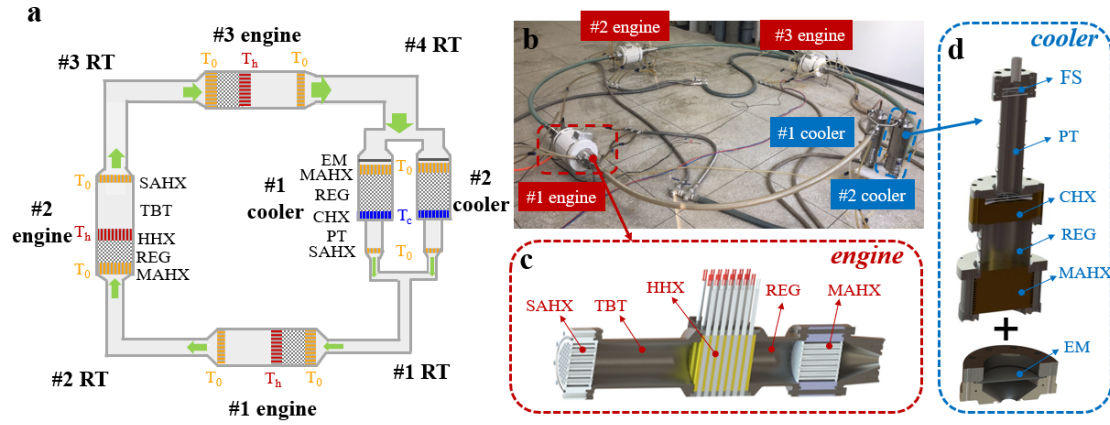 a
#3 engine
#3 RT
T0
Th
T0
#4 RT
#2
engine
T0
SAHX
TBT
Th
HHX
REG
T0
MAHX
#1
cooler
EM
MAHX
REG
CHX
PT
SAHX
T0
Tc
T0
#2
cooler
#2 RT
T0
Th
T0
#1 RT
#1 engine
b
#2 engine
#3 engine
#1 cooler
#2 cooler
#1 engine
c
engine
SAHX
TBT
HHX
REG
MAHX
d
cooler
FS
PT
CHX
REG
MAHX
+
EM